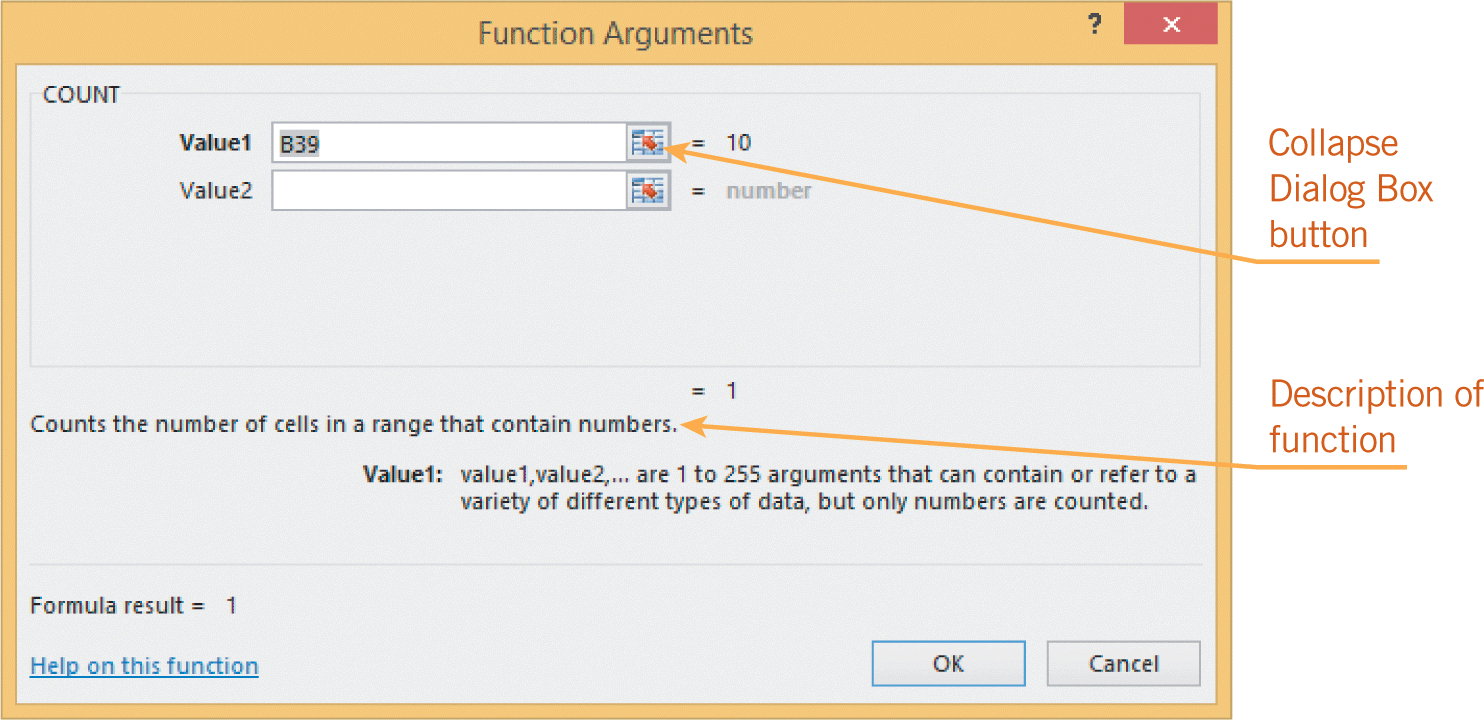 Function Arguments ?
COUNT
Value1 B39 = 10
Value2 = number
Collapse
Dialog Box
button
= 1
Counts the number of cells in a range that contain numbers.
Description of
function
Value1: value1,value2,... are 1 to 255 arguments that can contain or refer to a
variety of different types of data, but only numbers are counted.
Formula result = 1
Help on this function OK Cancel